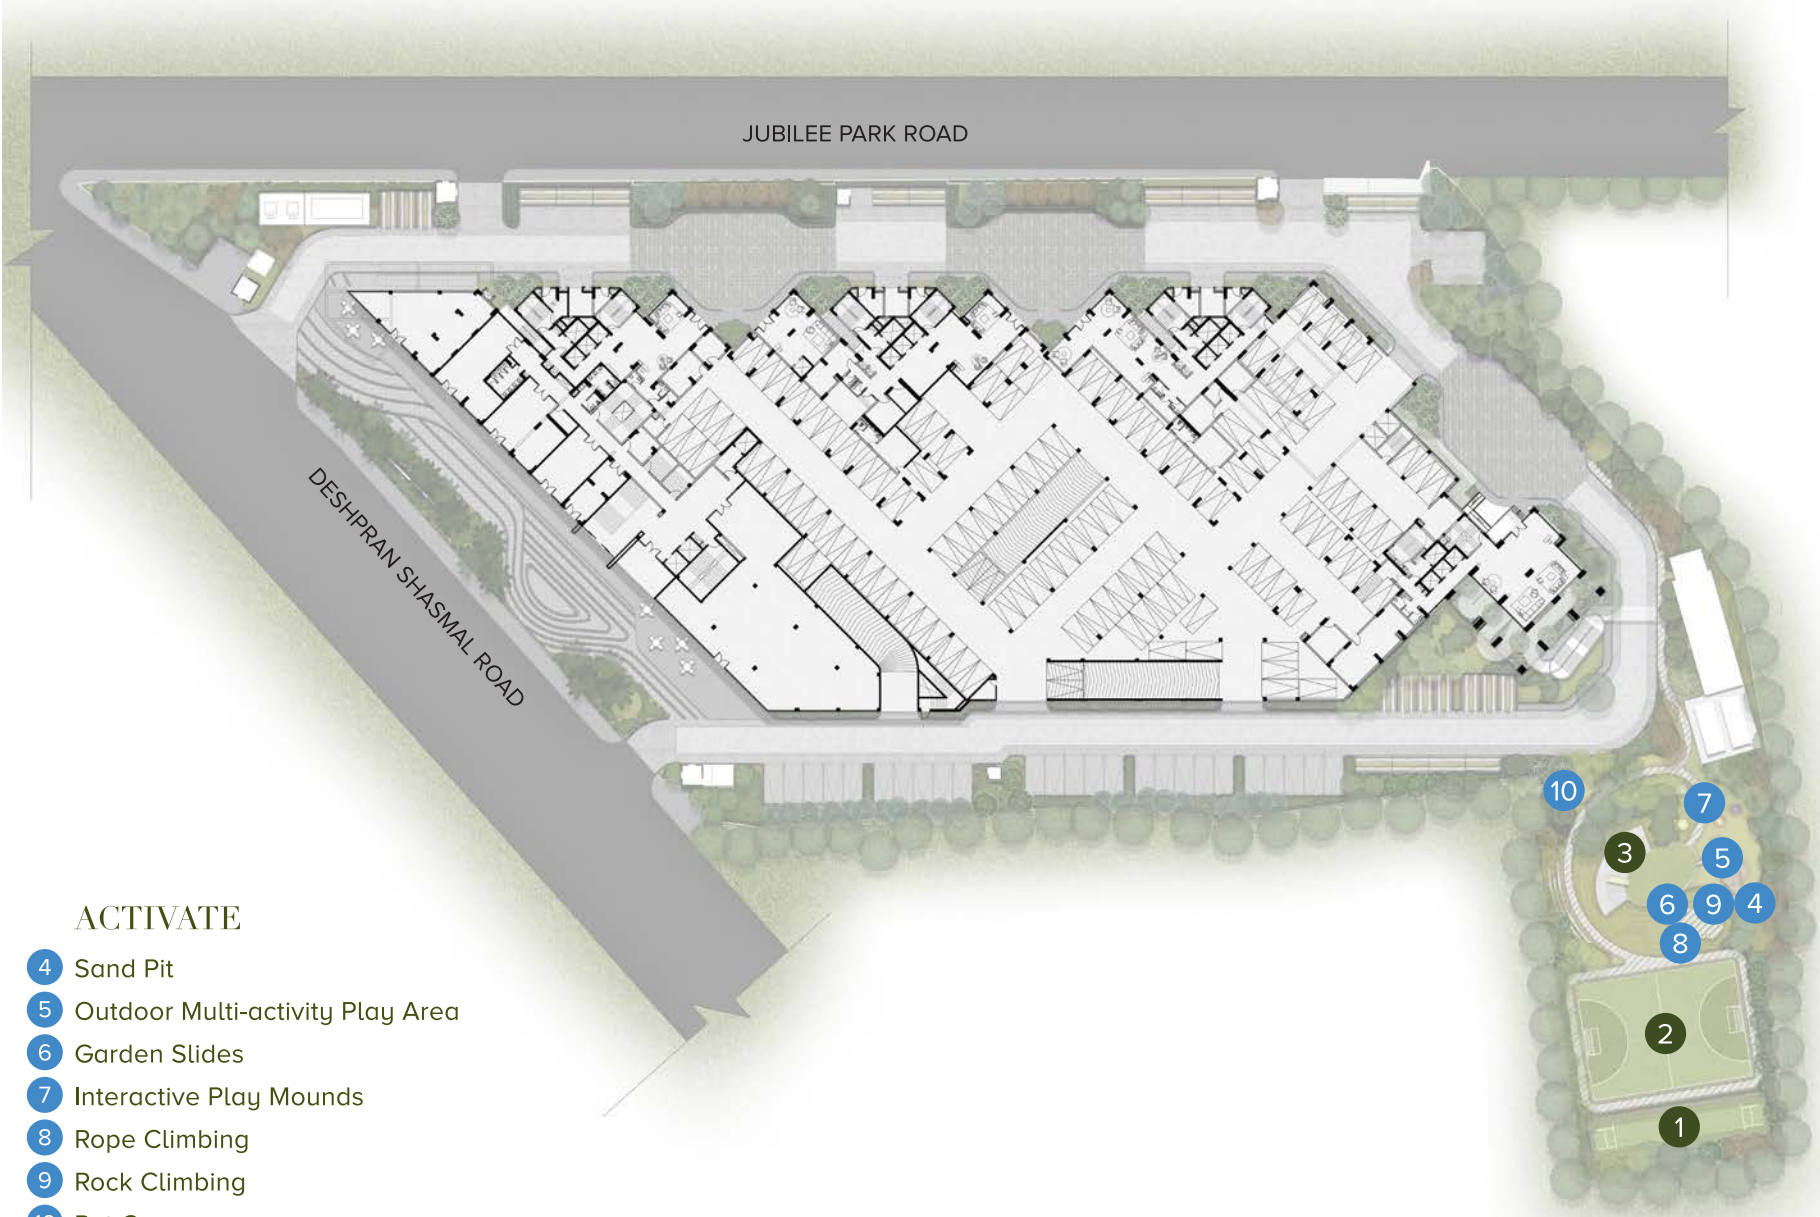 JUBILEE PARK ROAD
DESHPRAN SHASMAL ROAD
10
7
3
5
6
9
4
8
2
1
ACTIVATE
4 Sand Pit
5 Outdoor Multi-activity Play Area
6 Garden Slides
7 Interactive Play Mounds
8 Rope Climbing
9 Rock Climbing